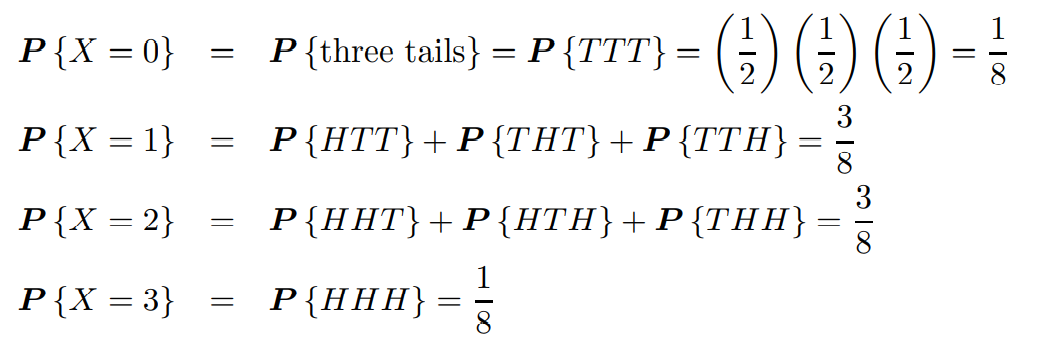 P {X = 0} = P {three tails} = P {TTT} = (1/2) (1/2) (1/2) = 1/8
P {X = 1} = P {HTT} + P {THT} + P {TTH} = 3/8
P {X = 2} = P {HHT} + P {HTH} + P {THH} = 3/8
P {X = 3} = P {HHH} = 1/8